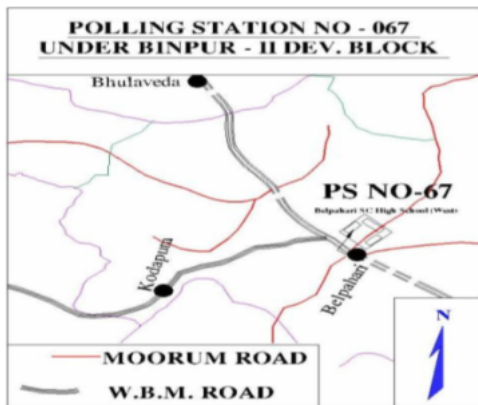 POLLING STATION NO - 067
UNDER BINPUR - II DEV. BLOCK
Bhulaveda
PS NO-67
Belpahari SC High School (West)
Kodapura
Belpahari
N
MOORUM ROAD
W.B.M. ROAD